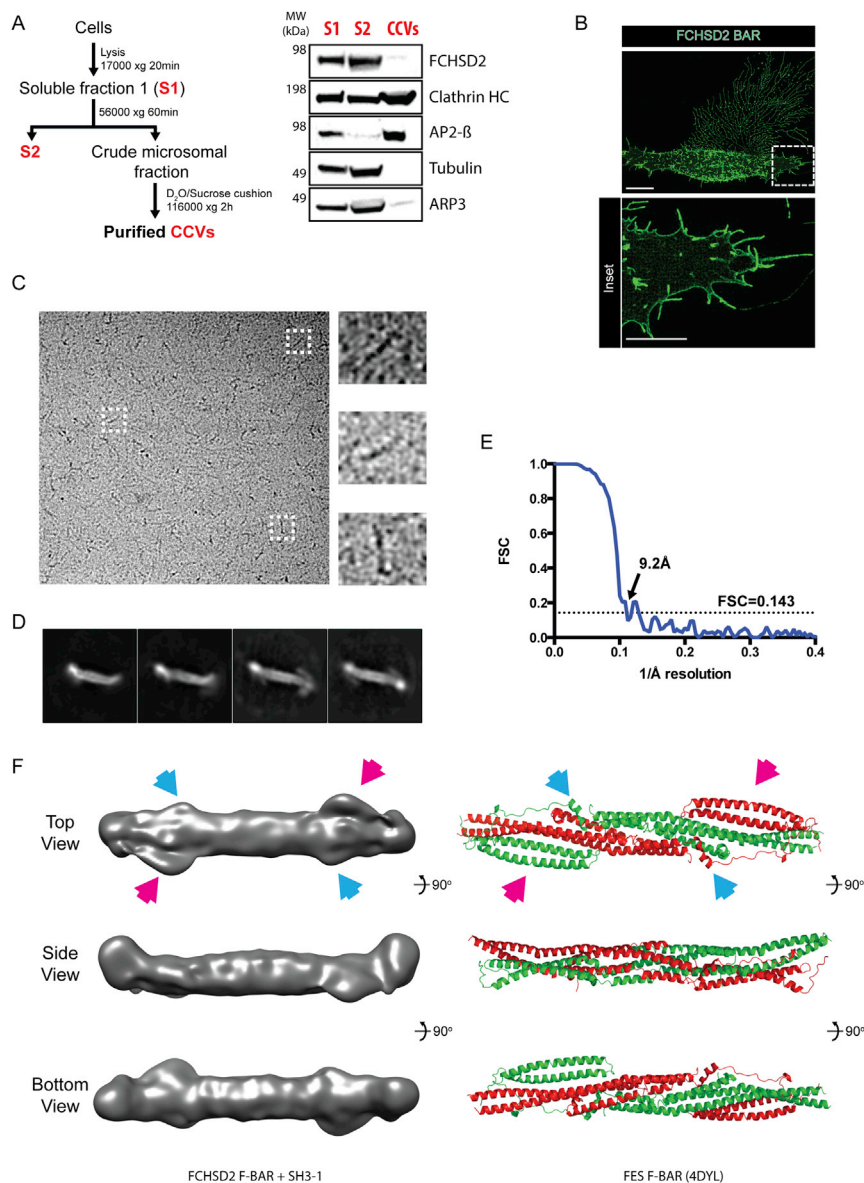 A
Cells
Lysis
17000 xg 20min
Soluble fraction 1 (S1)
56000 xg 60min
S2
Crude microsomal
fraction
D2O/Sucrose cushion
116000 xg 2h
Purified CCVs
MW
(kDa)
S1 S2 CCVs
98
FCHSD2
198
Clathrin HC
98
AP2-ß
49
Tubulin
49
ARP3
B
FCHSD2 BAR
Inset
C
D
E
FSC
1.0
0.8
0.6
0.4
0.2
0.0
9.2Å
FSC=0.143
0.0 0.1 0.2 0.3 0.4
1/Å resolution
F
Top
View
90°
90°
Side
View
90°
90°
Bottom
View
FCHSD2 F-BAR + SH3-1
FES F-BAR (4DYL)